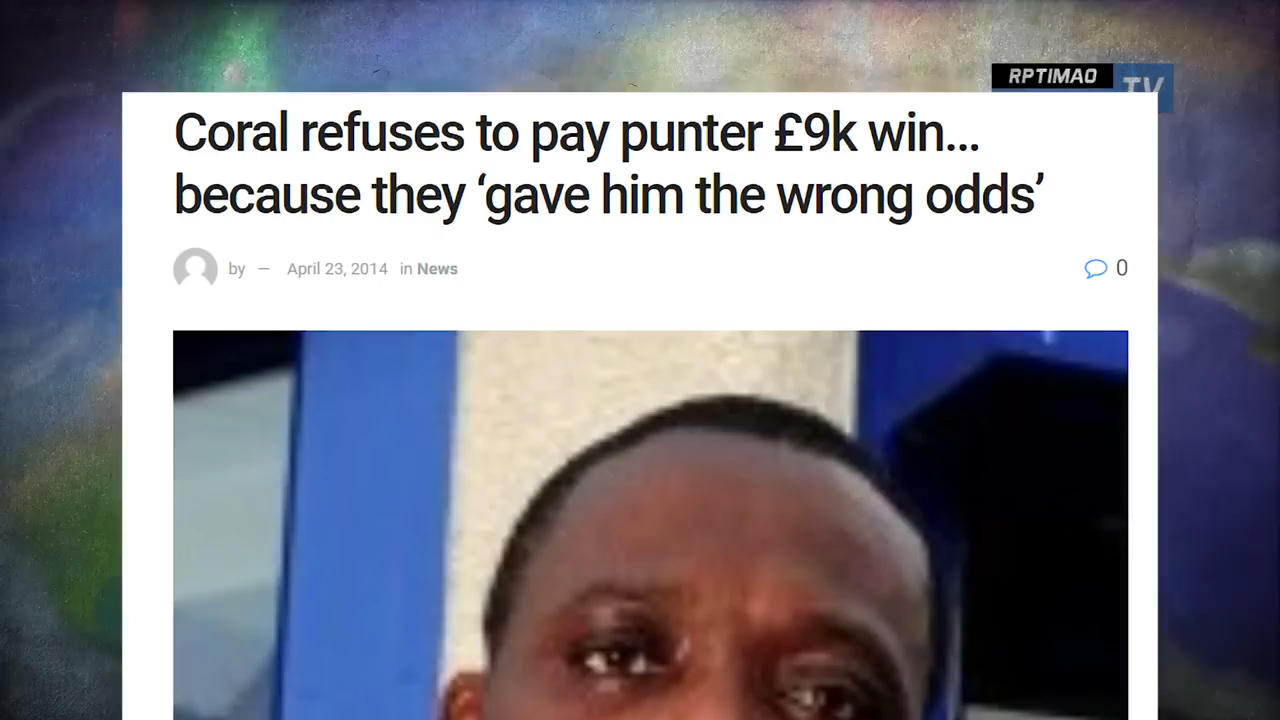 RPTIMAO
TV
Coral refuses to pay punter £9k win...
because they ‘gave him the wrong odds’
by — April 23, 2014 in News
0